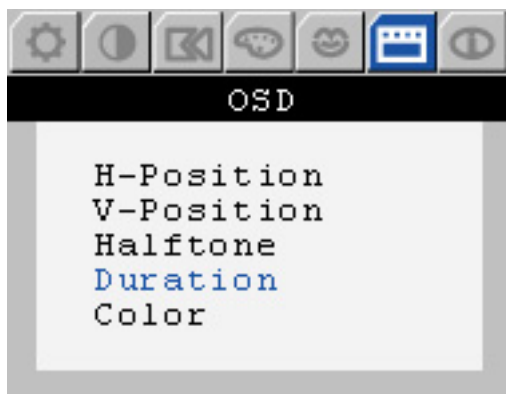 OSD
H-Position
V-Position
Halftone
Duration
Color